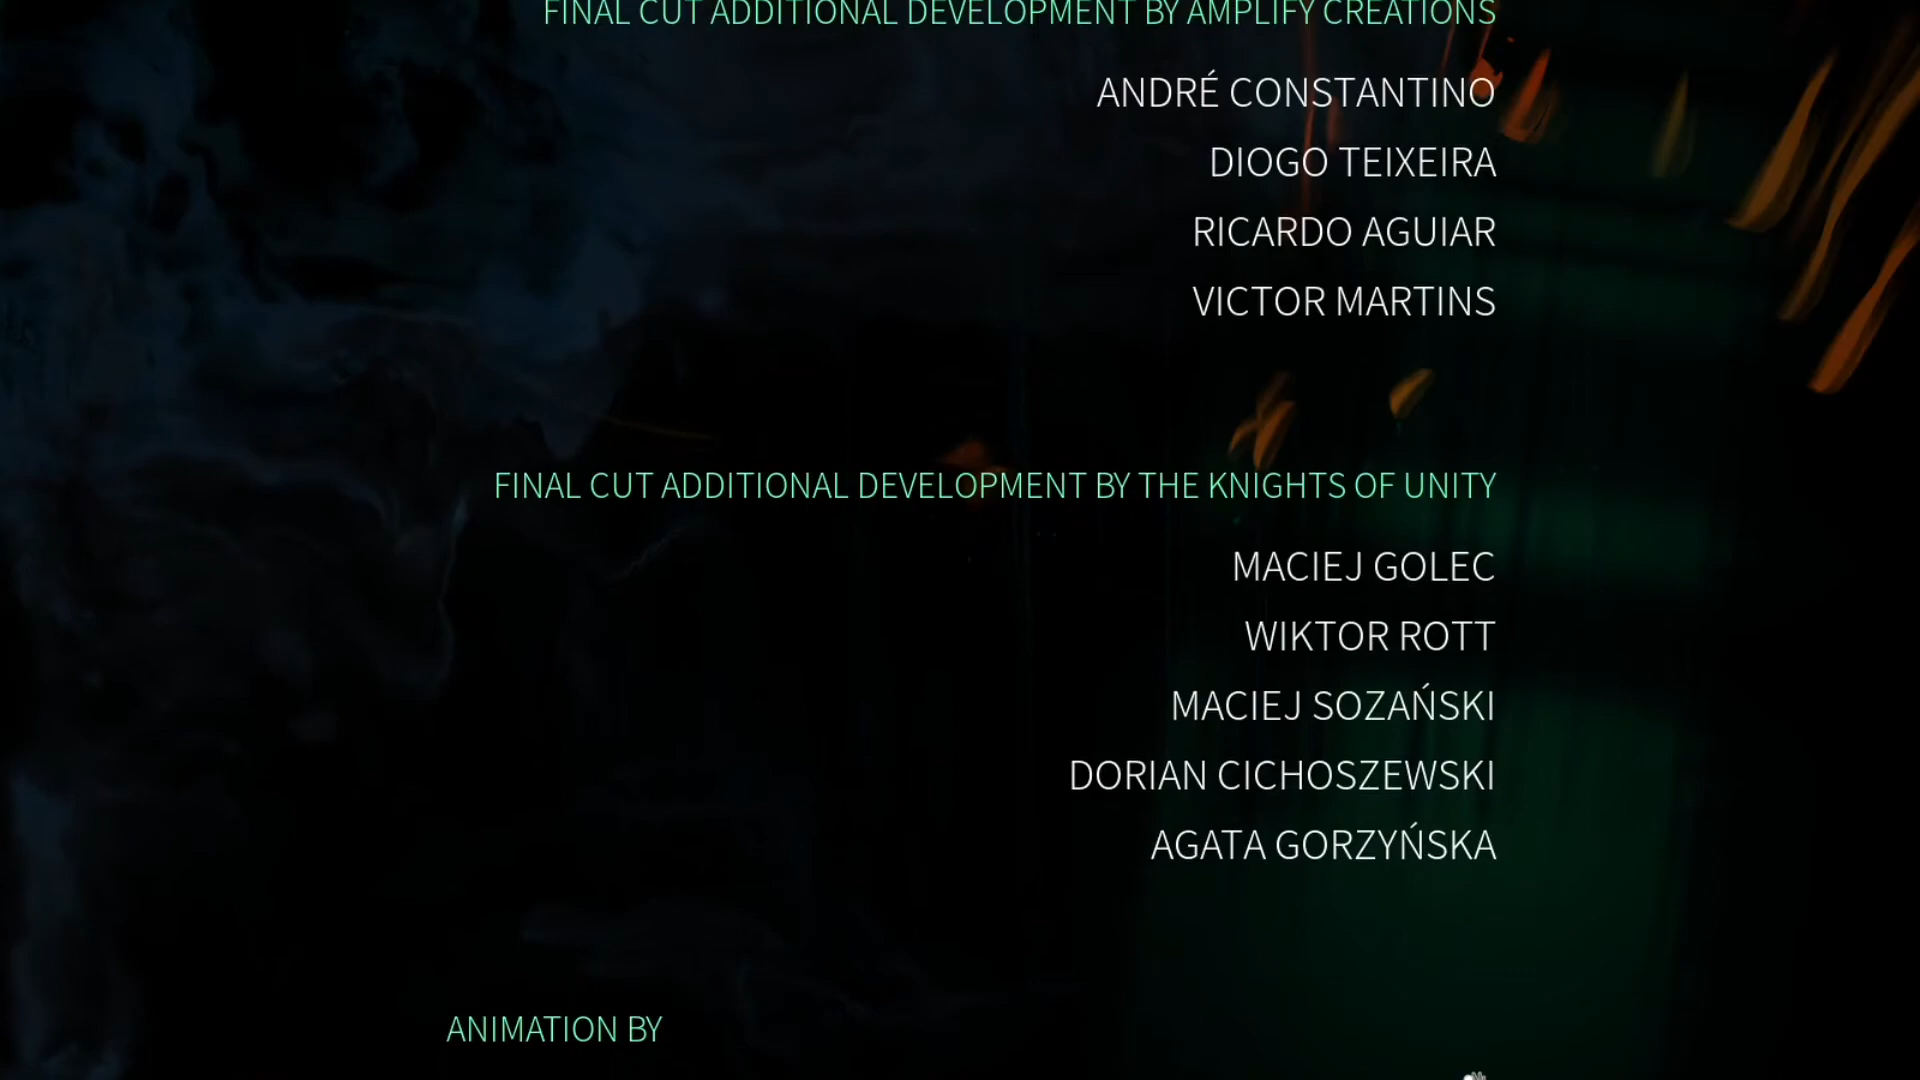 FINAL CUT ADDITIONAL DEVELOPMENT BY AMPLIFY CREATIONS
ANDRÉ CONSTANTINO
DIOGO TEIXEIRA
RICARDO AGUIAR
VICTOR MARTINS
FINAL CUT ADDITIONAL DEVELOPMENT BY THE KNIGHTS OF UNITY
MACIEJ GOLEC
WIKTOR ROTT
MACIEJ SOZAŃSKI
DORIAN CICHOSZEWSKI
AGATA GORZYŃSKA
ANIMATION BY